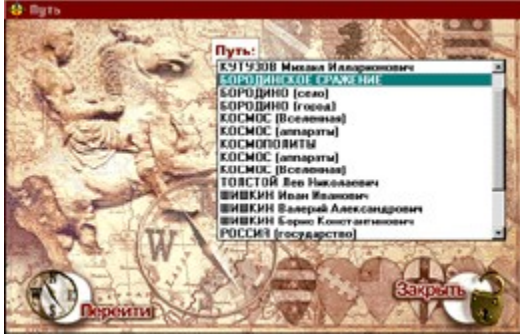 Путь
Путь:
КУТУЗОВ Михаил Илларионович
БОРОДИНСКОЕ СРАЖЕНИЕ
БОРОДИНО (село)
БОРОДИНО (город)
КОСМОС (Вселенная)
КОСМОС (аппараты)
КОСМОПОЛИТЫ
КОСМОС (аппараты)
КОСМОС (Вселенная)
ТОЛСТОЙ Лев Николаевич
ШИШКИН Иван Иванович
ШИШКИН Валерий Александрович
ШИШКИН Борис Константинович
РОССИЯ (государство)
W
Перейти
Закрыть